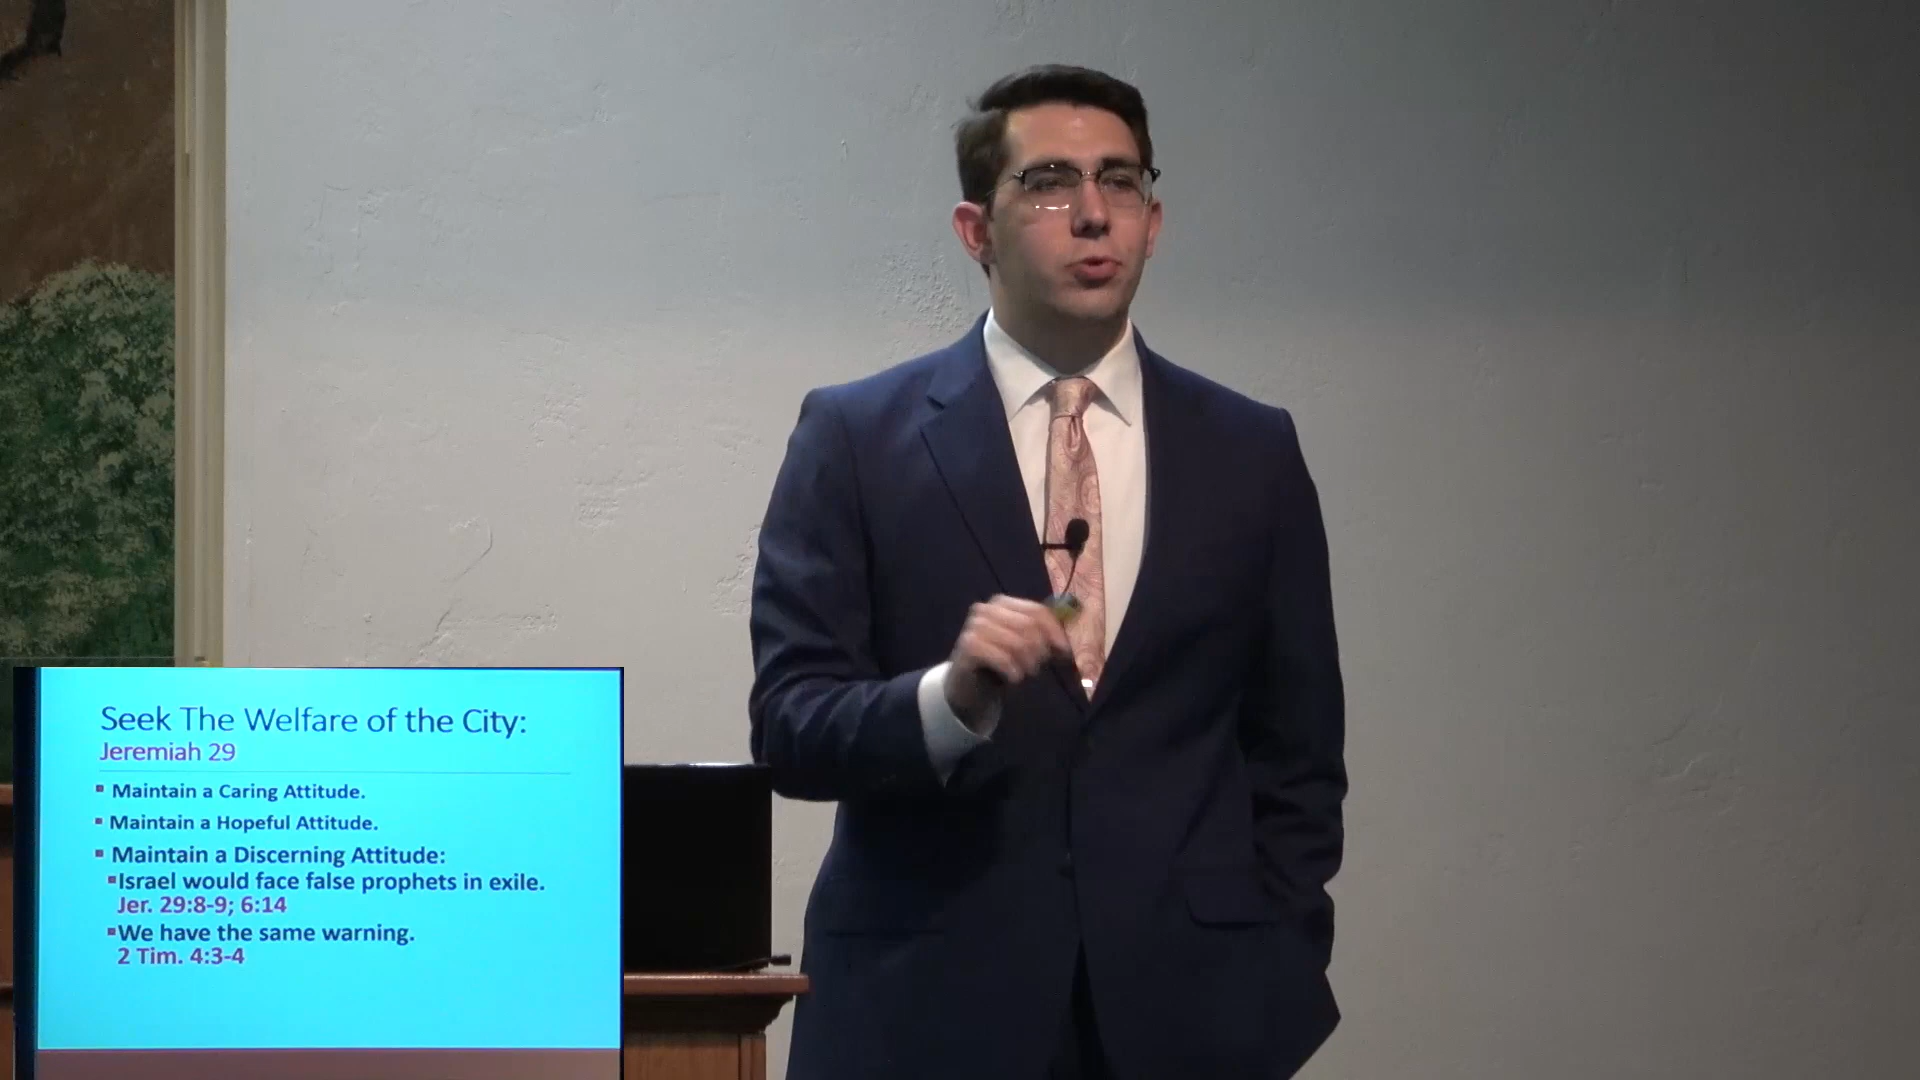 Seek The Welfare of the City:
Jeremiah 29
▪ Maintain a Caring Attitude.
▪ Maintain a Hopeful Attitude.
▪ Maintain a Discerning Attitude:
▪Israel would face false prophets in exile.
Jer. 29:8-9; 6:14
▪We have the same warning.
2 Tim. 4:3-4